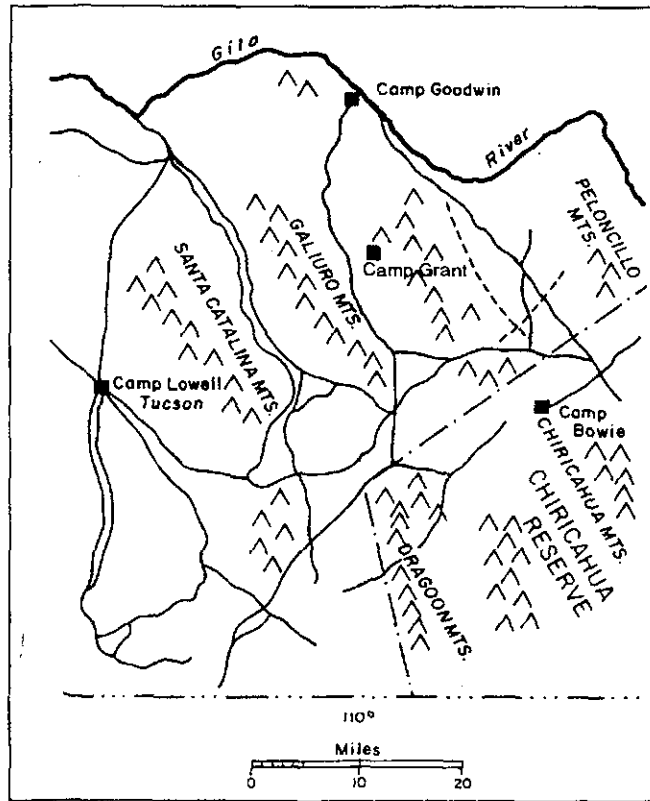 Gila
Camp Goodwin
River
PELONCILLO
MTS.
GALIURO MTS.
Camp Grant
SANTA CATALINA MTS.
Camp Lowell
Tucson
Camp
Bowie
CHIRICAHUA MTS.
CHIRICAHUA
RESERVE
DRAGOON MTS.
110°
Miles
0
10
20